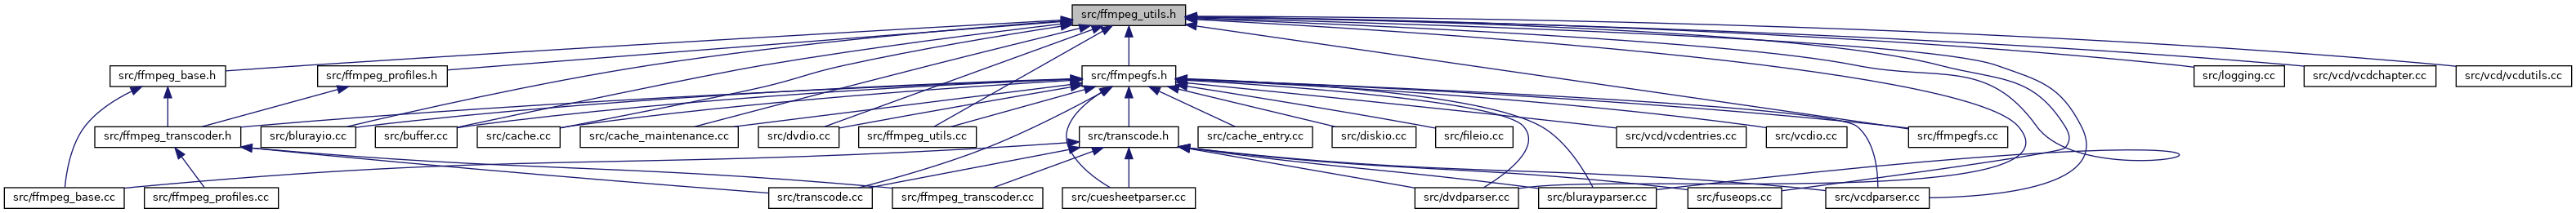 src/ffmpeg_utils.h
src/ffmpeg_base.h
src/ffmpeg_profiles.h
src/ffmpegfs.h
src/logging.cc
src/vcd/vcdchapter.cc
src/vcd/vcdutils.cc
src/ffmpeg_transcoder.h
src/blurayio.cc
src/buffer.cc
src/cache.cc
src/cache_maintenance.cc
src/dvdio.cc
src/ffmpeg_utils.cc
src/transcode.h
src/cache_entry.cc
src/diskio.cc
src/fileio.cc
src/vcd/vcdentries.cc
src/vcdio.cc
src/ffmpegfs.cc
src/ffmpeg_base.cc
src/ffmpeg_profiles.cc
src/transcode.cc
src/ffmpeg_transcoder.cc
src/cuesheetparser.cc
src/dvdparser.cc
src/blurayparser.cc
src/fuseops.cc
src/vcdparser.cc